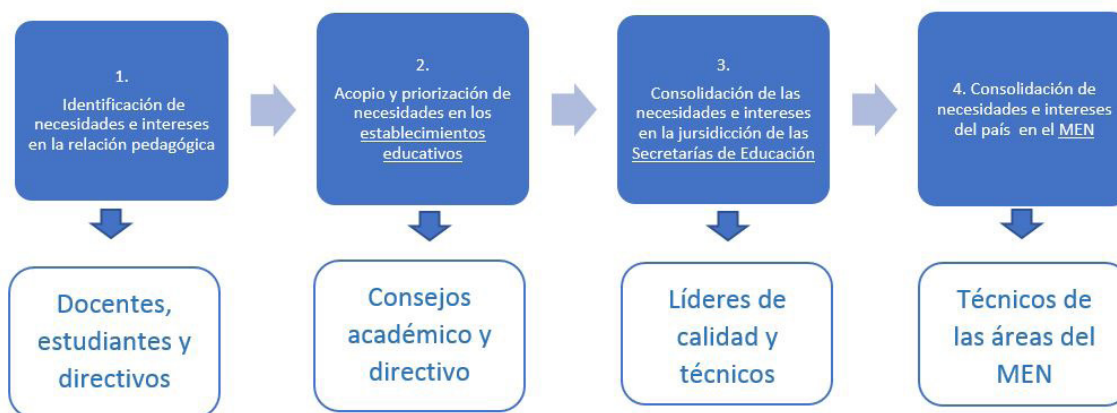 1.
Identificación de
necesidades e intereses
en la relación pedagógica
2.
Acopio y priorización de
necesidades en los
establecimientos
educativos
3.
Consolidación de las
necesidades e intereses
en la jursidicción de las
Secretarías de Educación
4. Consolidación de
necesidades e intereses
del país en el MEN
Docentes,
estudiantes y
directivos
Consejos
académico y
directivo
Líderes de
calidad y
técnicos
Técnicos de
las áreas del
MEN